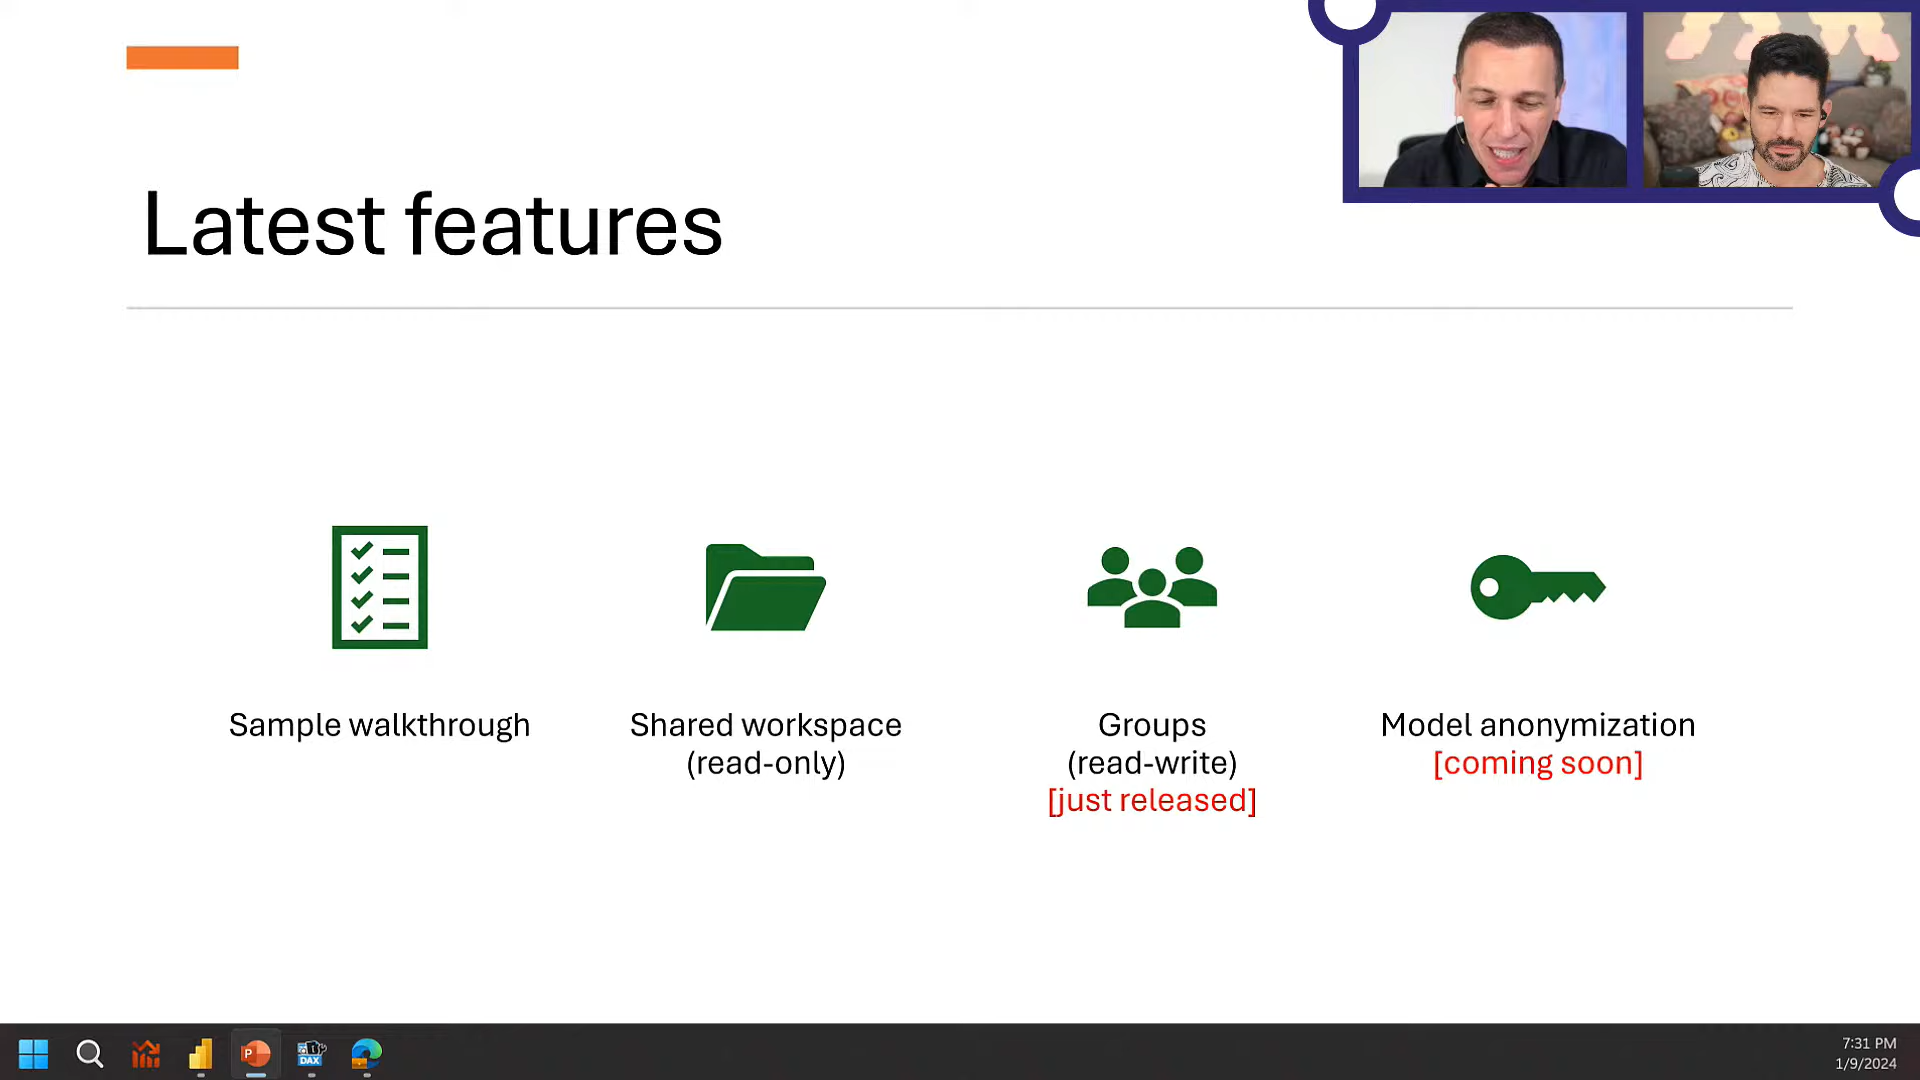 Latest features
Sample walkthrough
Shared workspace
(read-only)
Groups
(read-write)
[just released]
Model anonymization
[coming soon]
P
DAX
7:31 PM
1/9/2024